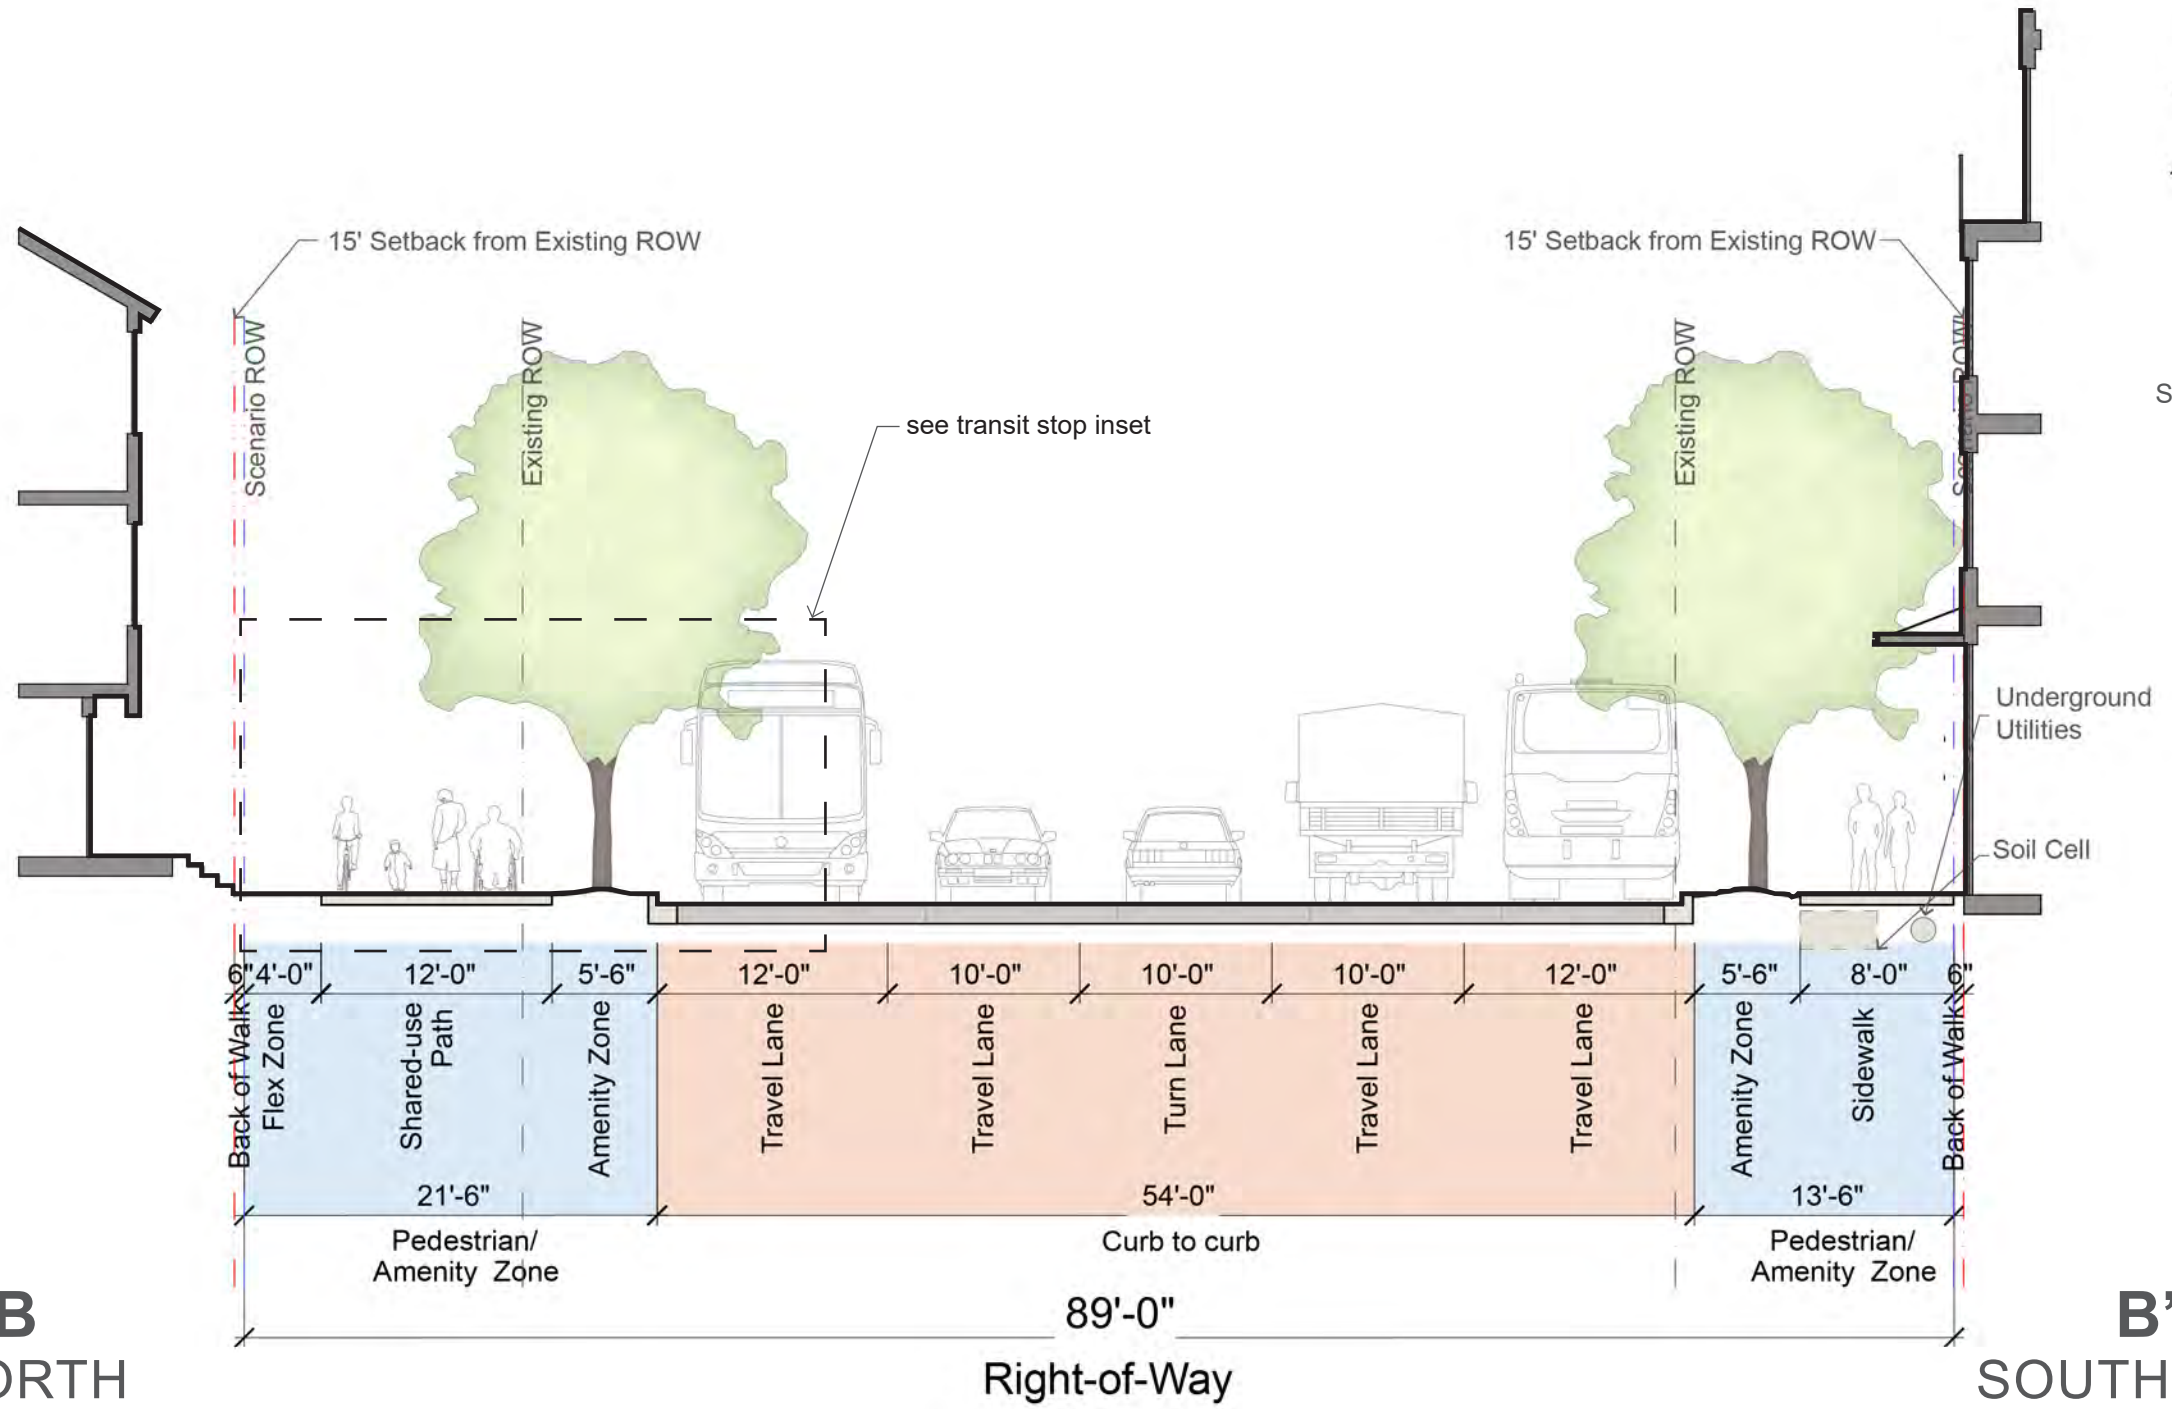 15' Setback from Existing ROW
15' Setback from Existing ROW
Scenario ROW
Existing ROW
Existing ROW
Scenario ROW
see transit stop inset
S
Underground
Utilities
Soil Cell
6"
4'-0"
12'-0"
5'-6"
12'-0"
10'-0"
10'-0"
10'-0"
12'-0"
5'-6"
8'-0"
6"
Back of Walk
Flex Zone
Shared-use
Path
Amenity Zone
Travel Lane
Travel Lane
Turn Lane
Travel Lane
Travel Lane
Amenity Zone
Sidewalk
Back of Walk
21'-6"
54'-0"
13'-6"
Pedestrian/
Amenity Zone
Curb to curb
Pedestrian/
Amenity Zone
89'-0"
Right-of-Way
B
ORTH
B'
SOUTH